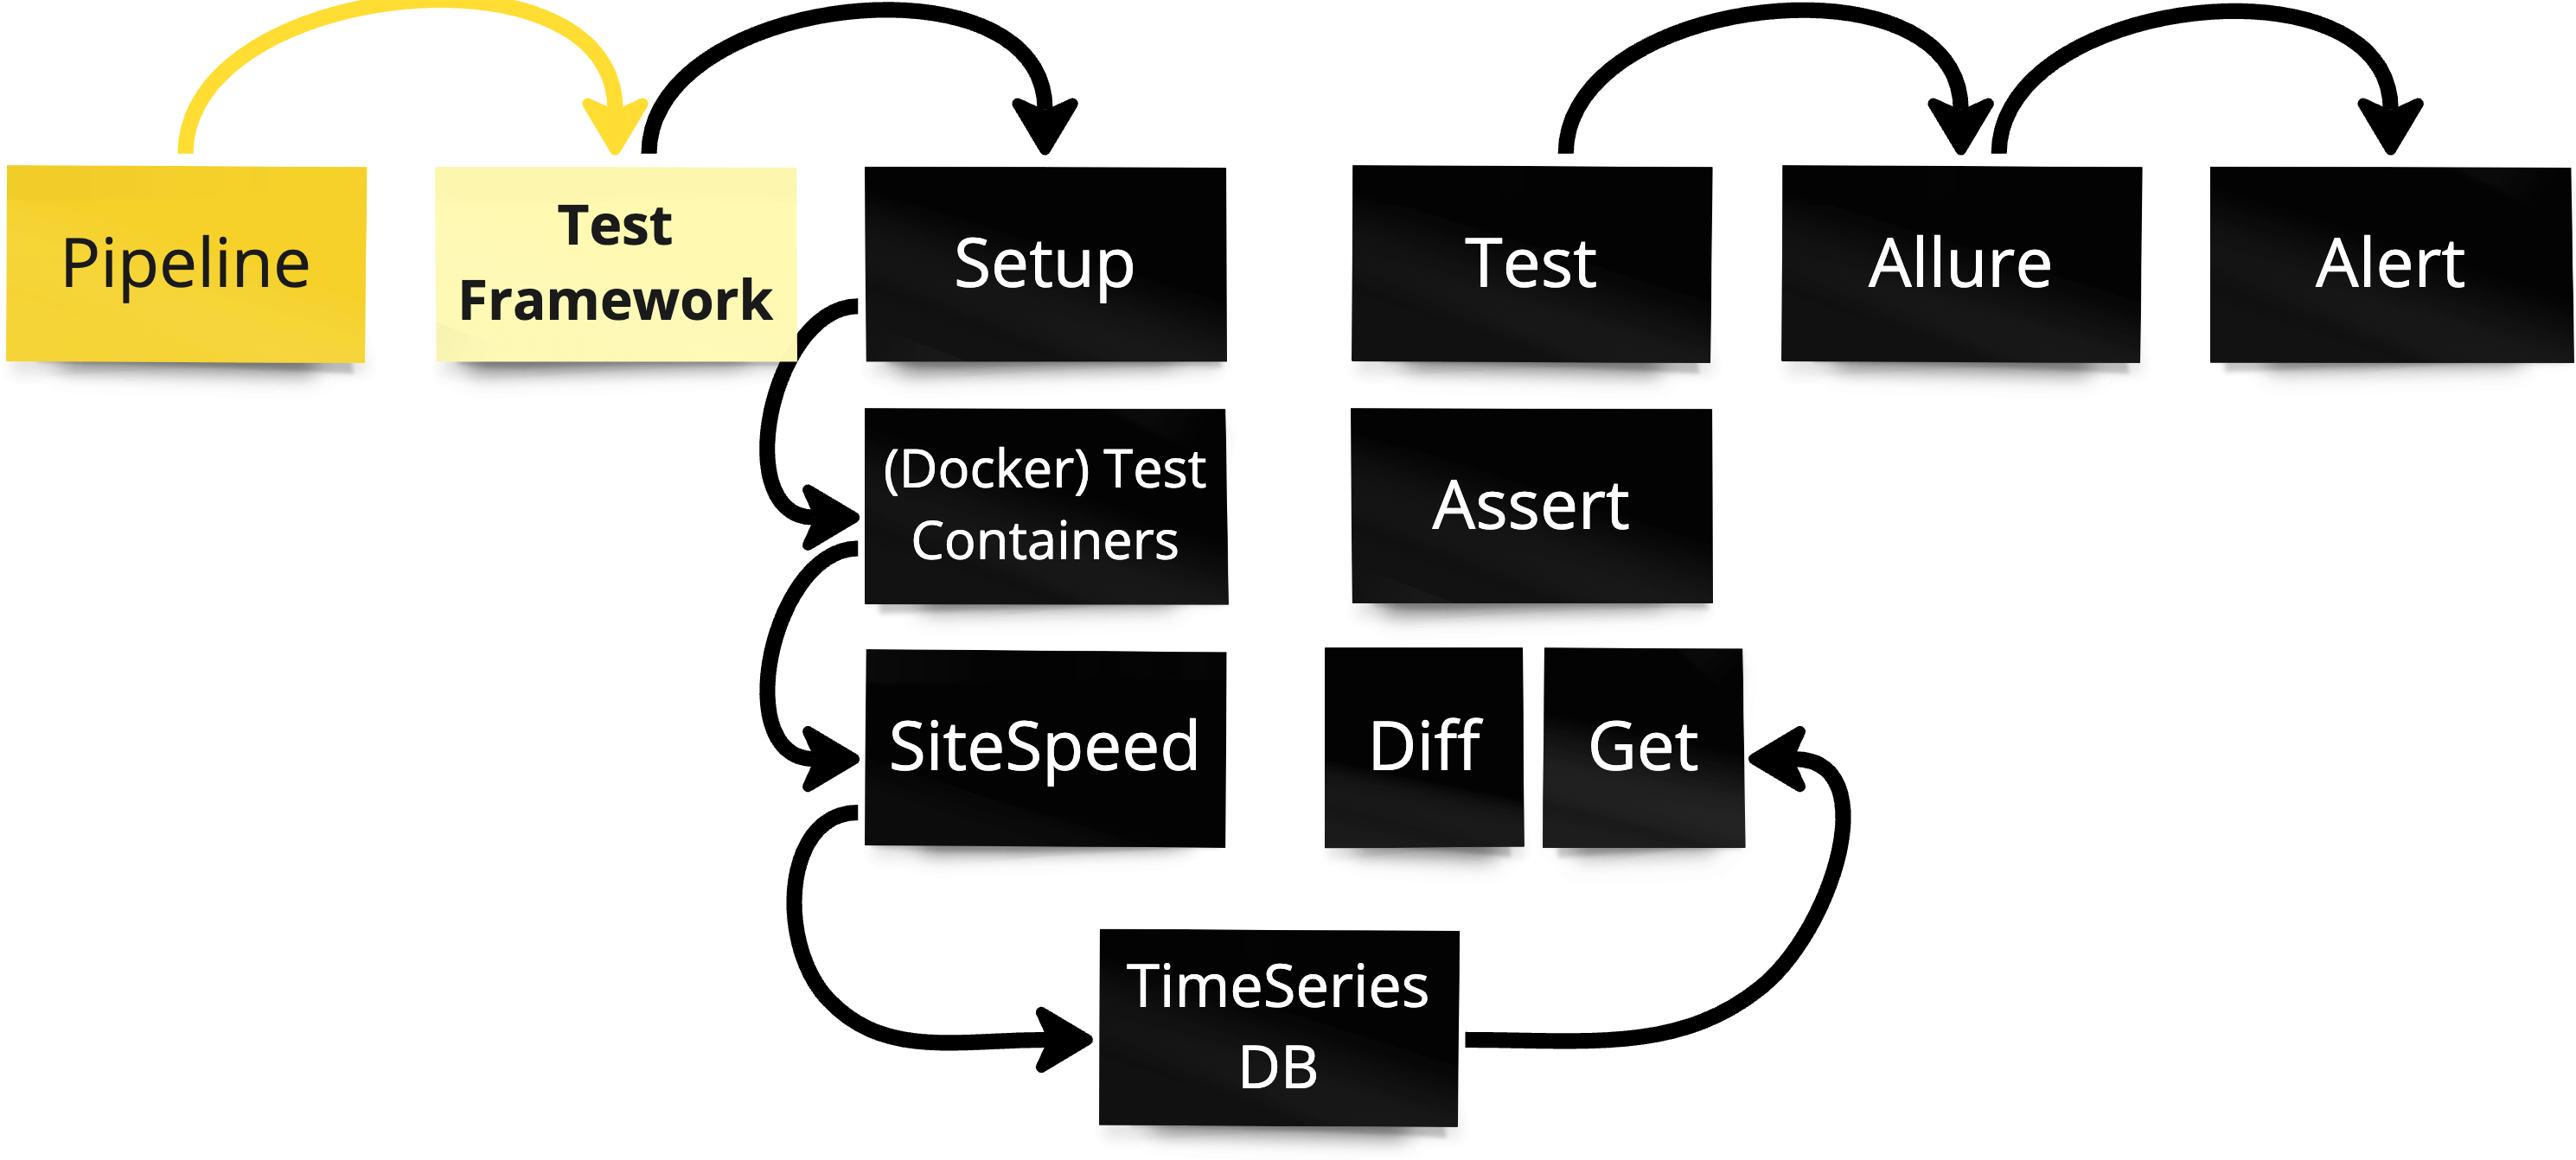 Pipeline
Test
Framework
Setup
Test
Allure
Alert
(Docker) Test
Containers
Assert
SiteSpeed
Diff
Get
TimeSeries
DB